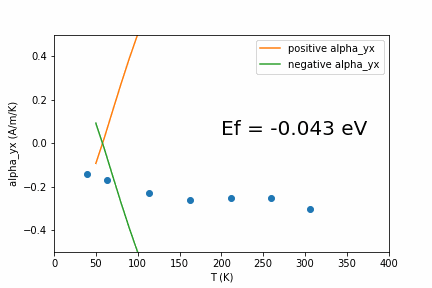 positive alpha_yx
negative alpha_yx
Ef = -0.043 eV
alpha_yx (A/m/K)
0.4
0.2
0.0
−0.2
−0.4
0 50 100 150 200 250 300 350 400
T (K)